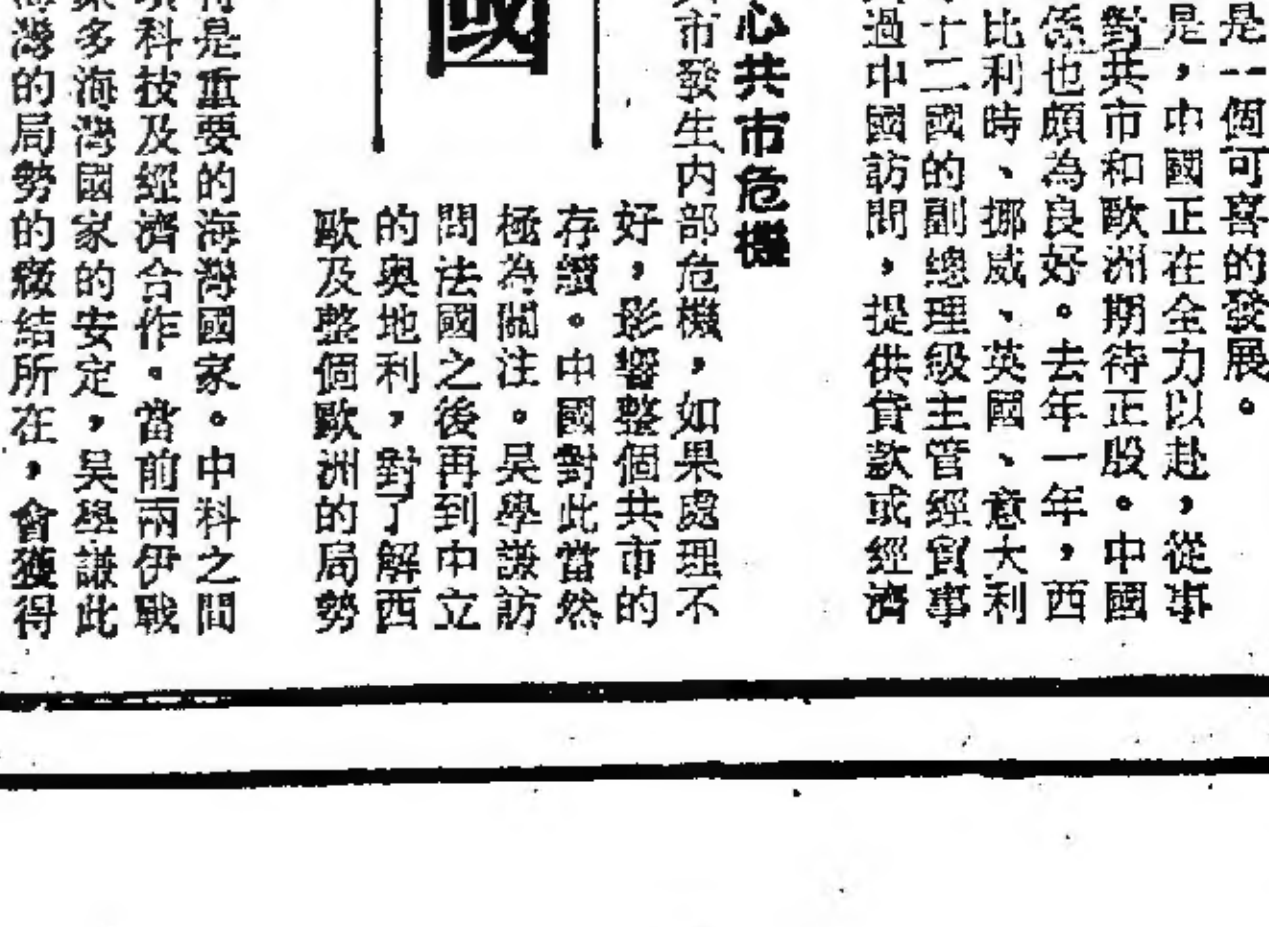 是一個可喜的發展。
是，中國正在全力以赴，從事
對共市和歐洲期待正殷。中國
係也頗為良好。去年一年，西
比利時、挪威、英國、意大利
十二國的副總理級主管經貿事
過中國訪問，提供貸款或經濟
心共市危機
市發生內部危機，如果處理不
好，影響整個共市的
存續。中國對此當然
極為關注。吳學謙訪
問法國之後再到中立
的奧地利，對了解西
歐及整個歐洲的局勢
國
是重要的海灣國家。中科之間
科技及經濟合作。當前兩伊戰
多海灣國家的安定，吳學謙此
海灣的局勢的癥結所在，會獲得